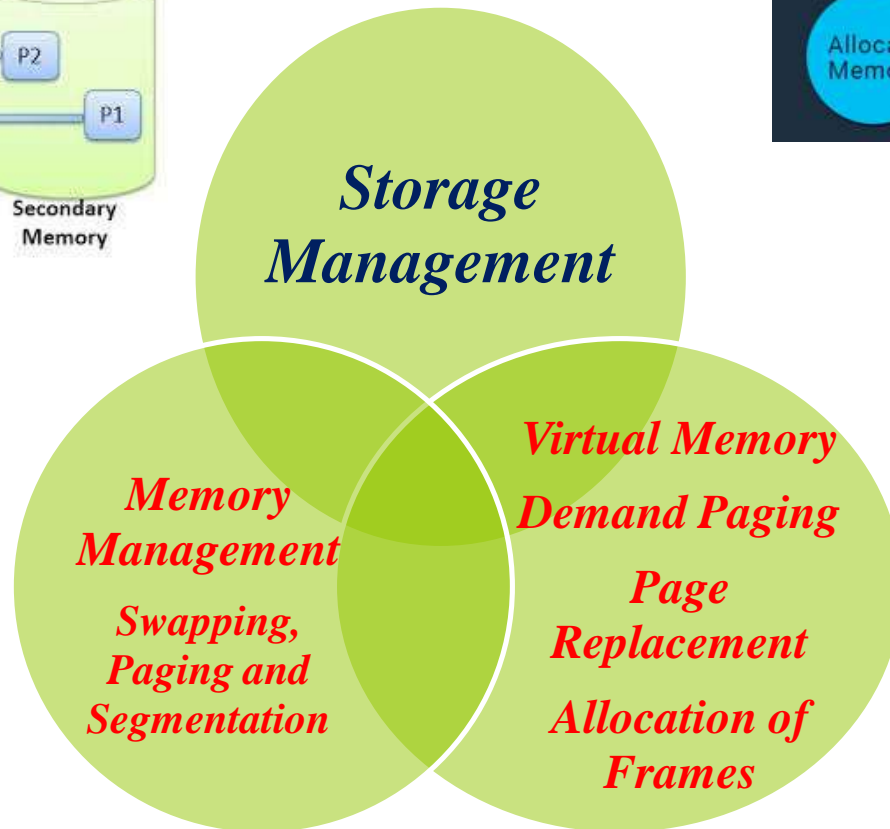 P2
P1
Secondary
Memory
Storage
Management
Memory
Management
Swapping,
Paging and
Segmentation
Virtual Memory
Demand Paging
Page
Replacement
Allocation of
Frames